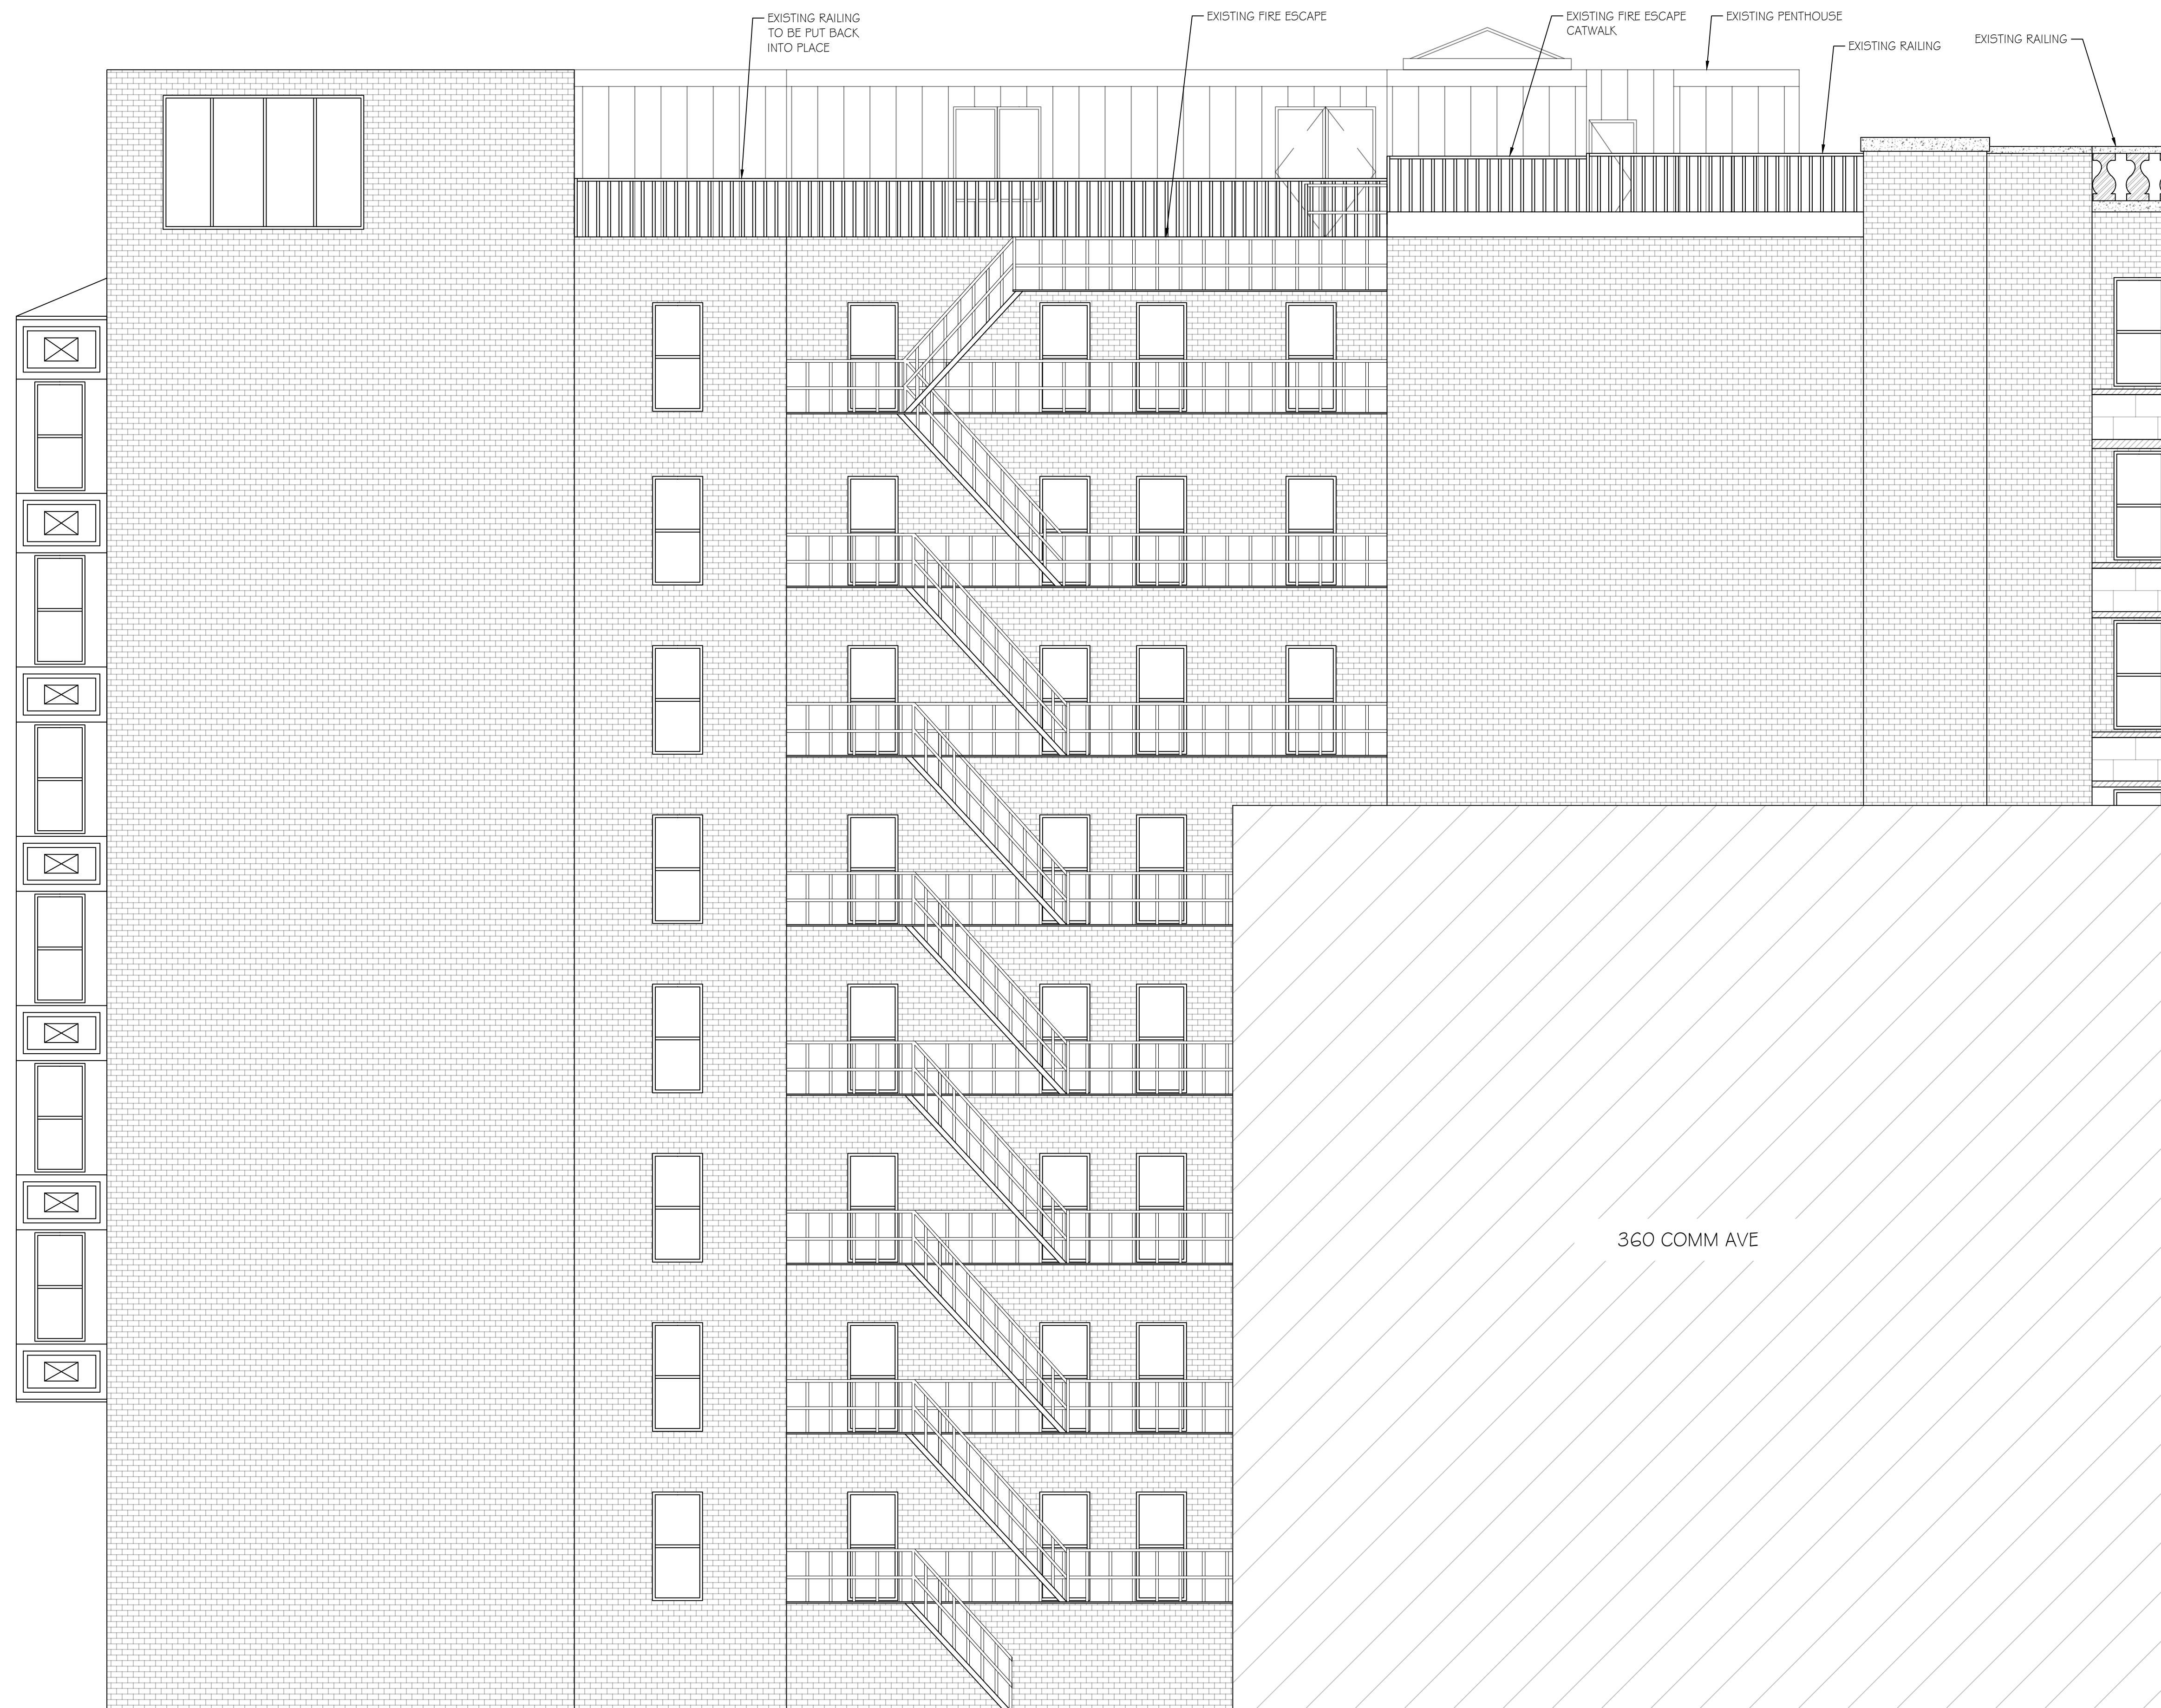 EXISTING RAILING
TO BE PUT BACK
INTO PLACE
EXISTING FIRE ESCAPE
EXISTING FIRE ESCAPE
CATWALK
EXISTING PENTHOUSE
EXISTING RAILING
EXISTING RAILING
360 COMM AVE